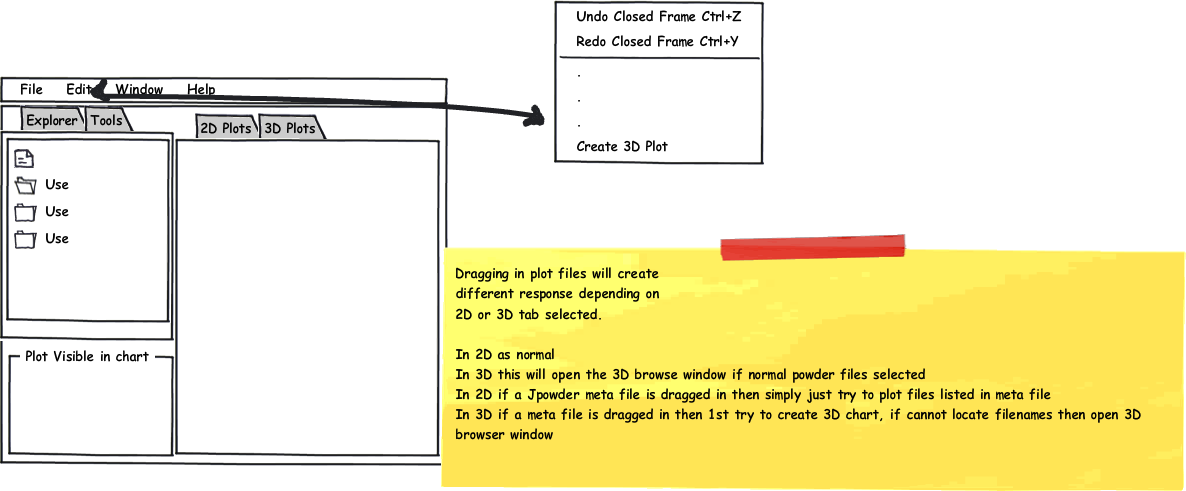 Undo Closed Frame Ctrl+Z
Redo Closed Frame Ctrl+Y
.
.
.
Create 3D Plot
File Edit Window Help
Explorer Tools
2D Plots 3D Plots
Use
Use
Use
Plot Visible in chart
Dragging in plot files will create
different response depending on
2D or 3D tab selected.
In 2D as normal
In 3D this will open the 3D browse window if normal powder files selected
In 2D if a Jpowder meta file is dragged in then simply just try to plot files listed in meta file
In 3D if a meta file is dragged in then 1st try to create 3D chart, if cannot locate filenames then open 3D
browser window